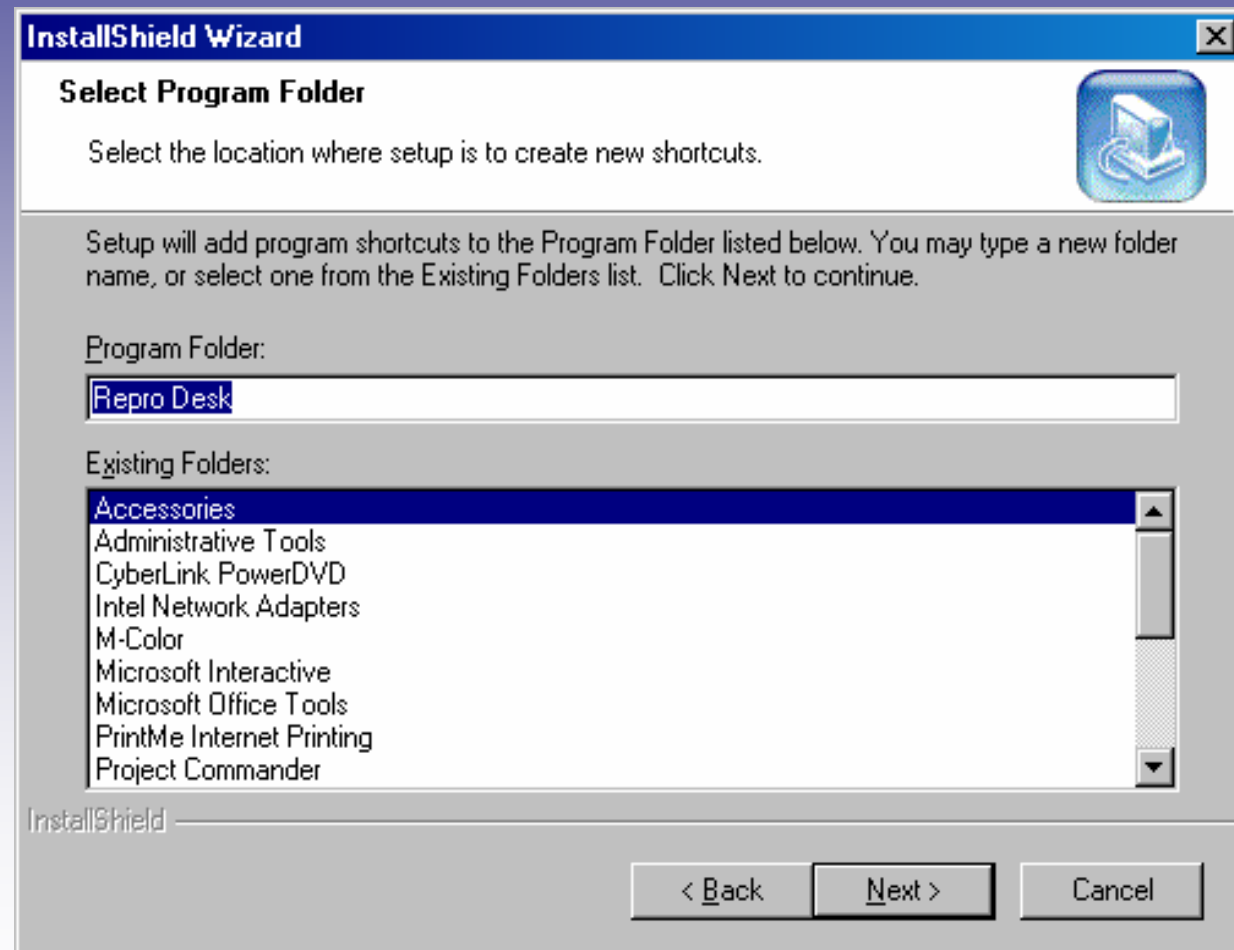 InstallShield Wizard
Select Program Folder
Select the location where setup is to create new shortcuts.
Setup will add program shortcuts to the Program Folder listed below. You may type a new folder
name, or select one from the Existing Folders list.  Click Next to continue.
Program Folder:
Repro Desk
Existing Folders:
Accessories
Administrative Tools
CyberLink PowerDVD
Intel Network Adapters
M-Color
Microsoft Interactive
Microsoft Office Tools
PrintMe Internet Printing
Project Commander
InstallShield
< Back
Next >
Cancel